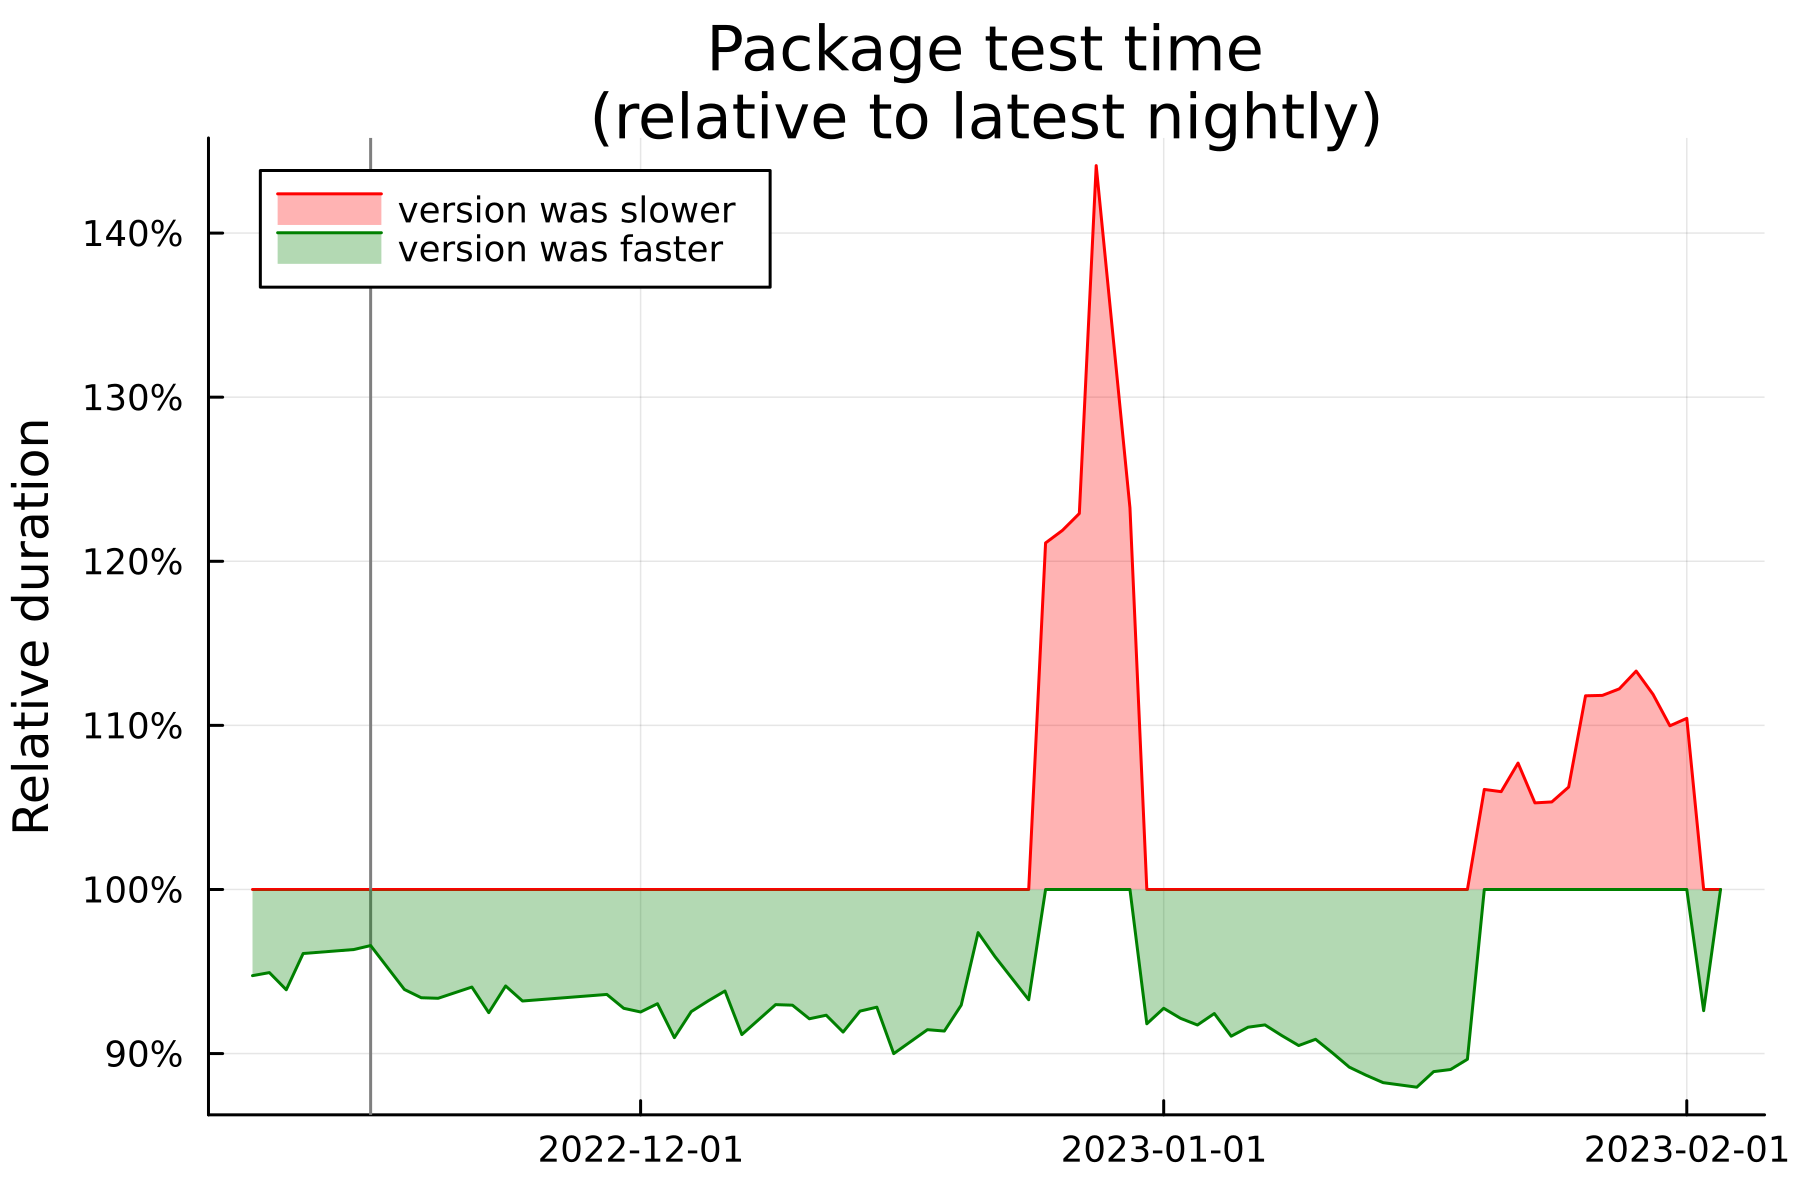 Package test time
(relative to latest nightly)
version was slower
version was faster
Relative duration
140%
130%
120%
110%
100%
90%
2022-12-01
2023-01-01
2023-02-01